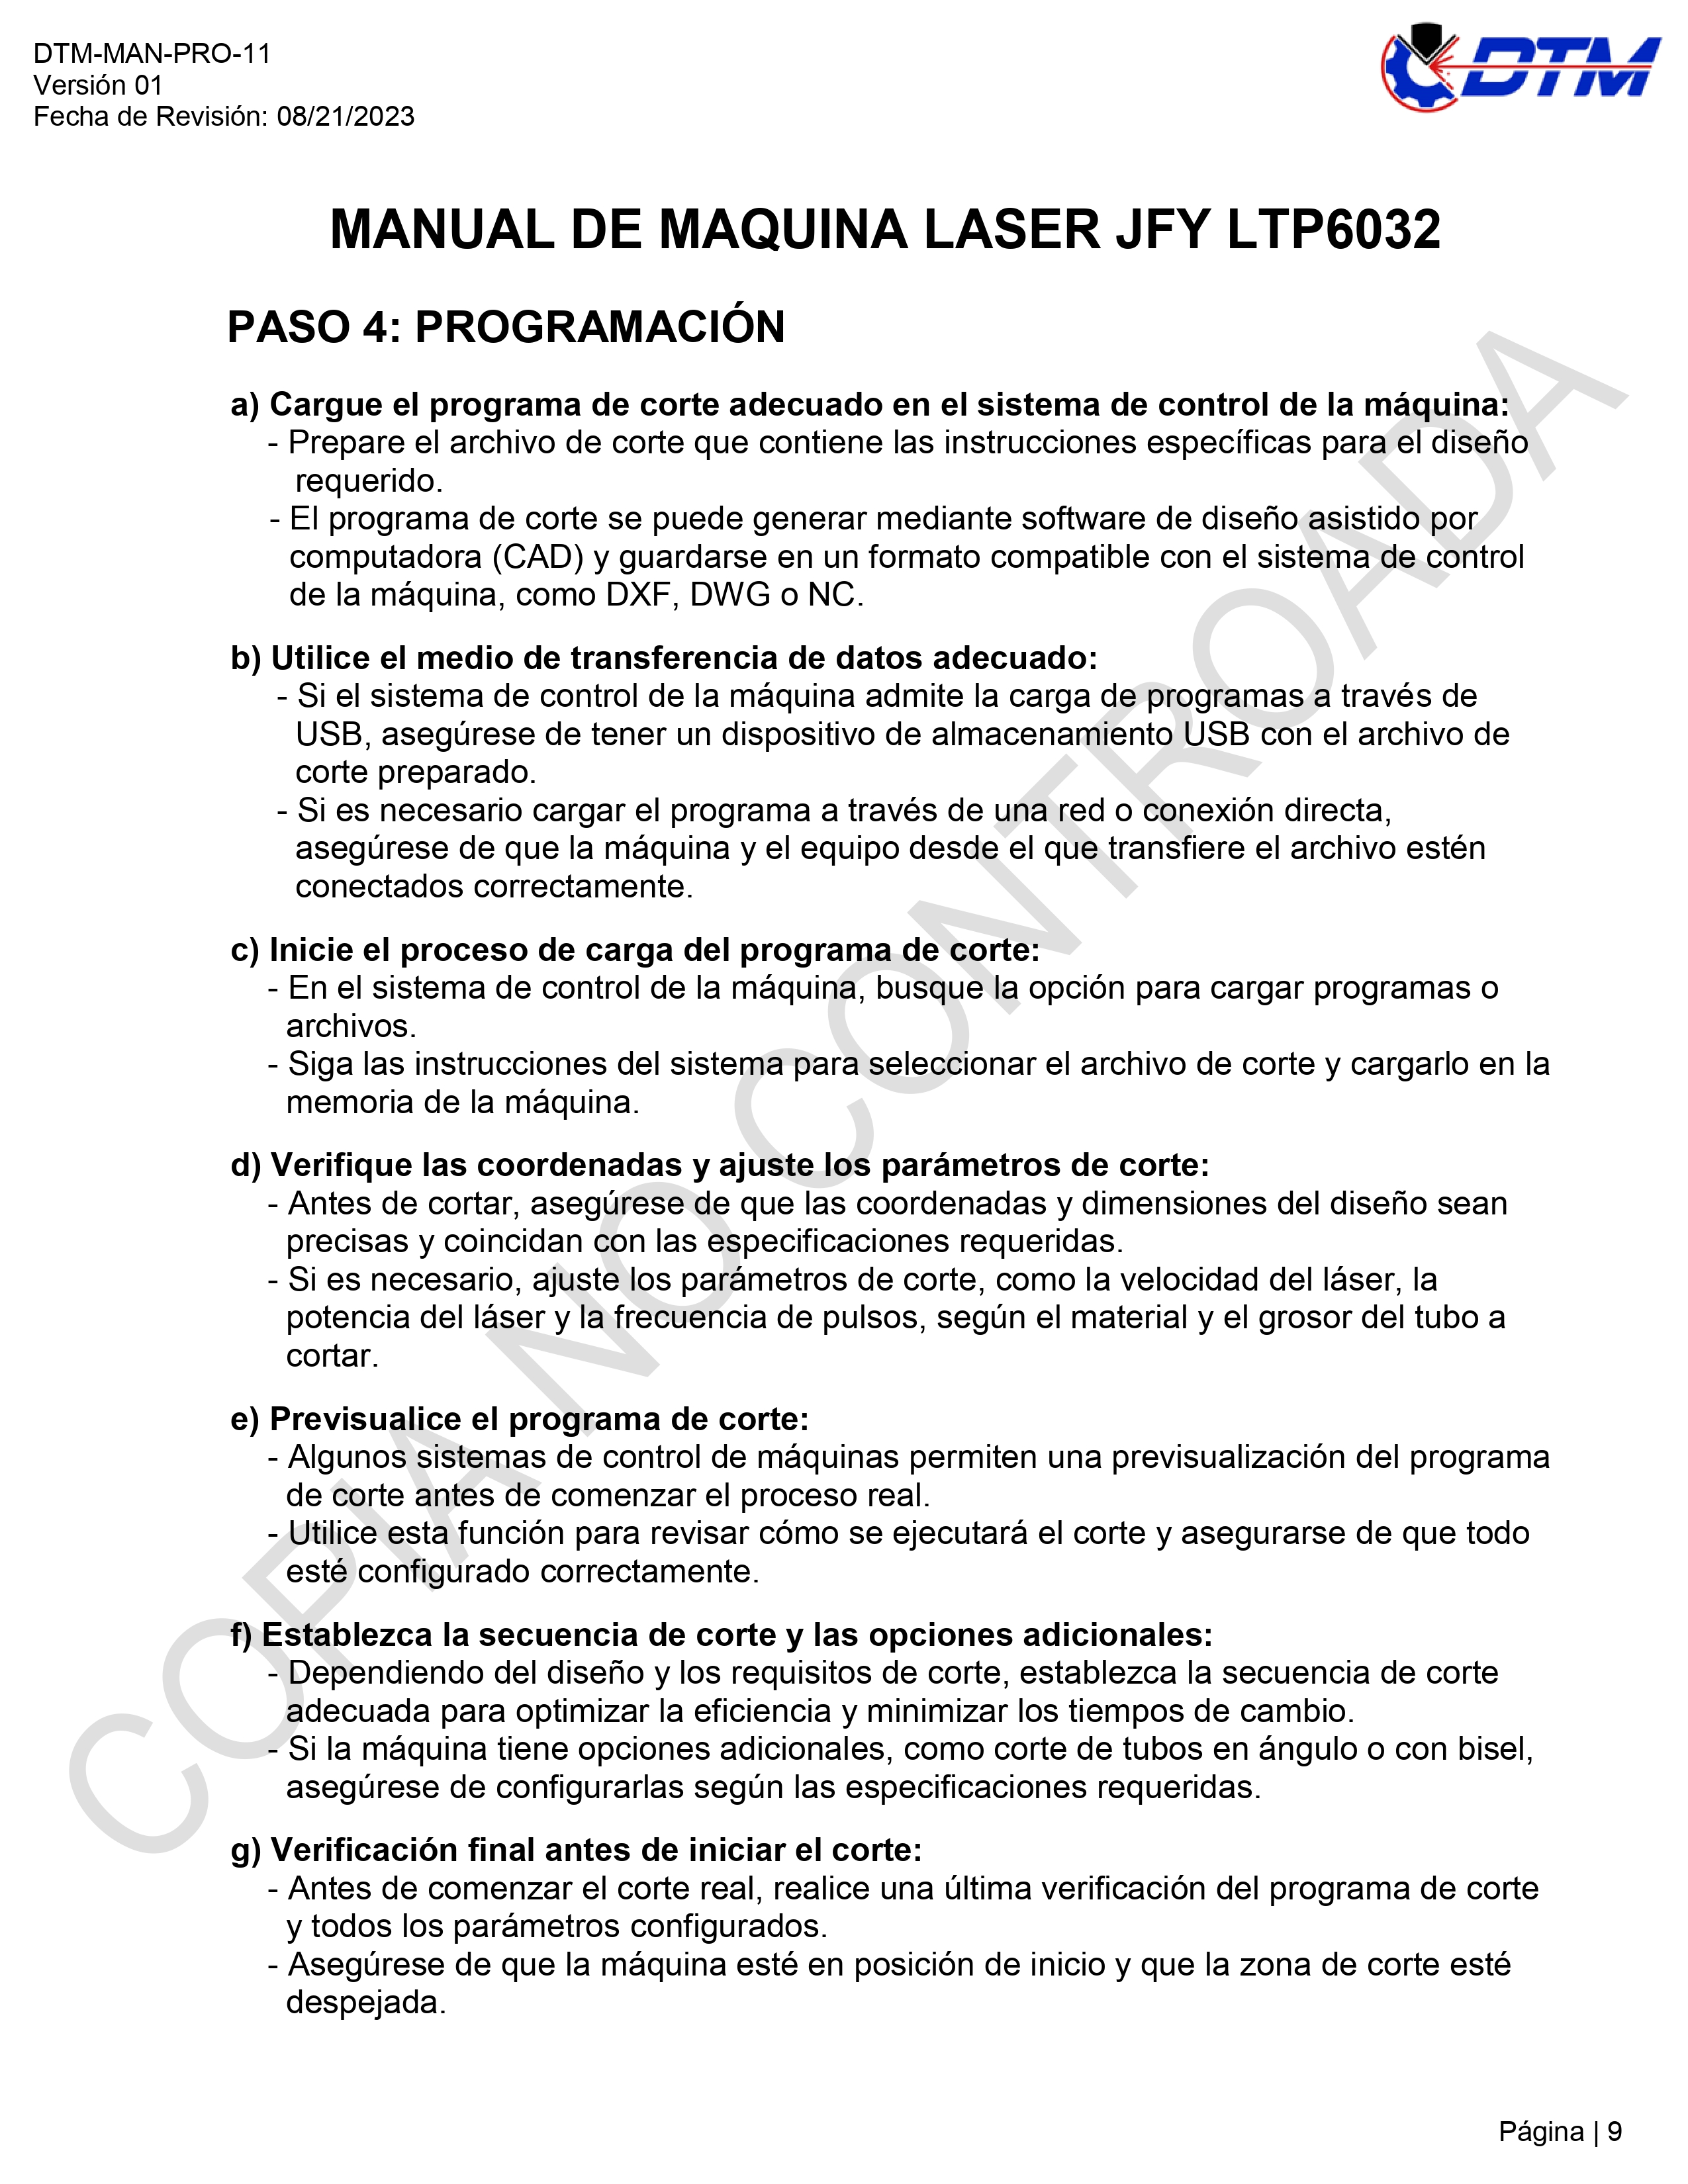 DTM-MAN-PRO-11
Versión 01
Fecha de Revisión: 08/21/2023
DTM
MANUAL DE MAQUINA LASER JFY LTP6032
PASO 4: PROGRAMACIÓN
a) Cargue el programa de corte adecuado en el sistema de control de la máquina:
- Prepare el archivo de corte que contiene las instrucciones específicas para el diseño
requerido.
- El programa de corte se puede generar mediante software de diseño asistido por
computadora (CAD) y guardarse en un formato compatible con el sistema de control
de la máquina, como DXF, DWG o NC.
b) Utilice el medio de transferencia de datos adecuado:
- Si el sistema de control de la máquina admite la carga de programas a través de
USB, asegúrese de tener un dispositivo de almacenamiento USB con el archivo de
corte preparado.
- Si es necesario cargar el programa a través de una red o conexión directa,
asegúrese de que la máquina y el equipo desde el que transfiere el archivo estén
conectados correctamente.
c) Inicie el proceso de carga del programa de corte:
- En el sistema de control de la máquina, busque la opción para cargar programas o
archivos.
- Siga las instrucciones del sistema para seleccionar el archivo de corte y cargarlo en la
memoria de la máquina.
d) Verifique las coordenadas y ajuste los parámetros de corte:
- Antes de cortar, asegúrese de que las coordenadas y dimensiones del diseño sean
precisas y coincidan con las especificaciones requeridas.
- Si es necesario, ajuste los parámetros de corte, como la velocidad del láser, la
potencia del láser y la frecuencia de pulsos, según el material y el grosor del tubo a
cortar.
e) Previsualice el programa de corte:
- Algunos sistemas de control de máquinas permiten una previsualización del programa
de corte antes de comenzar el proceso real.
- Utilice esta función para revisar cómo se ejecutará el corte y asegurarse de que todo
esté configurado correctamente.
f) Establezca la secuencia de corte y las opciones adicionales:
- Dependiendo del diseño y los requisitos de corte, establezca la secuencia de corte
adecuada para optimizar la eficiencia y minimizar los tiempos de cambio.
- Si la máquina tiene opciones adicionales, como corte de tubos en ángulo o con bisel,
asegúrese de configurarlas según las especificaciones requeridas.
g) Verificación final antes de iniciar el corte:
- Antes de comenzar el corte real, realice una última verificación del programa de corte
y todos los parámetros configurados.
- Asegúrese de que la máquina esté en posición de inicio y que la zona de corte esté
despejada.
COPIA NO CONTROADA
Página | 9